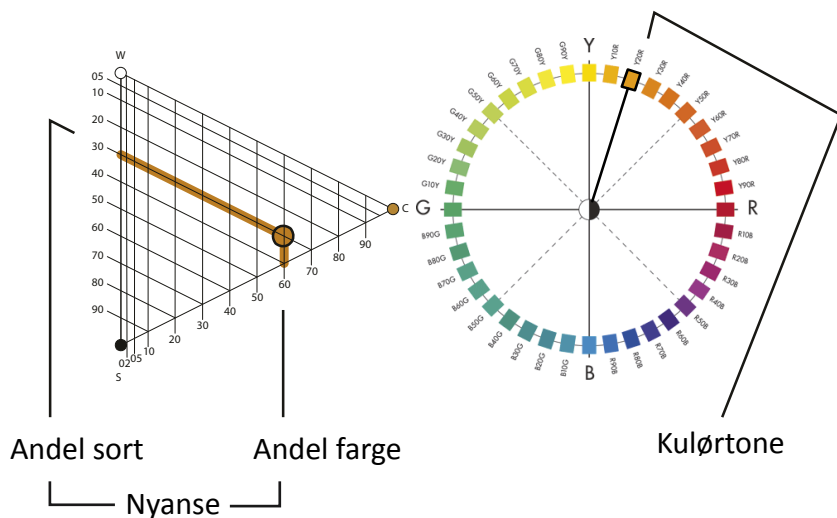 W
05
10
20
30
40
50
60
70
80
90
S
02
05
10
20
30
40
50
60
70
80
90
C
Y
Y10R
Y20R
Y30R
Y40R
Y50R
Y60R
Y70R
Y80R
Y90R
R
R10B
R20B
R30B
R40B
R50B
R60B
R70B
R80B
R90B
B
B10G
B20G
B30G
B40G
B50G
B60G
B70G
B80G
B90G
G
G10Y
G20Y
G30Y
G40Y
G50Y
G60Y
G70Y
G80Y
G90Y
Andel sort
Andel farge
Nyanse
Kulørtone